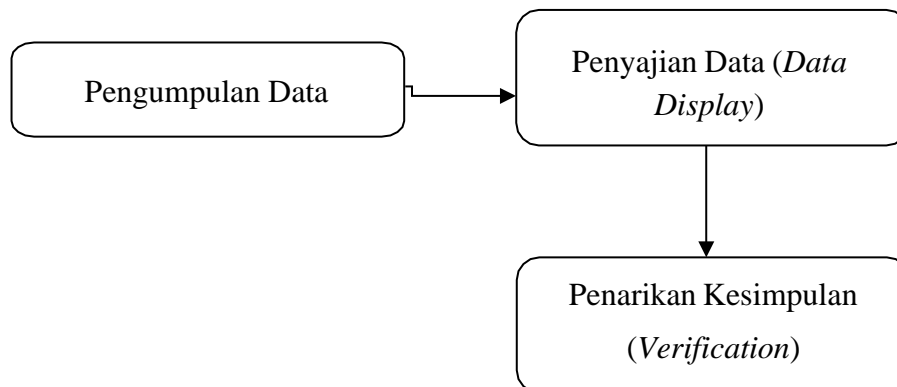 Pengumpulan Data
Penyajian Data (Data
Display)
Penarikan Kesimpulan
(Verification)